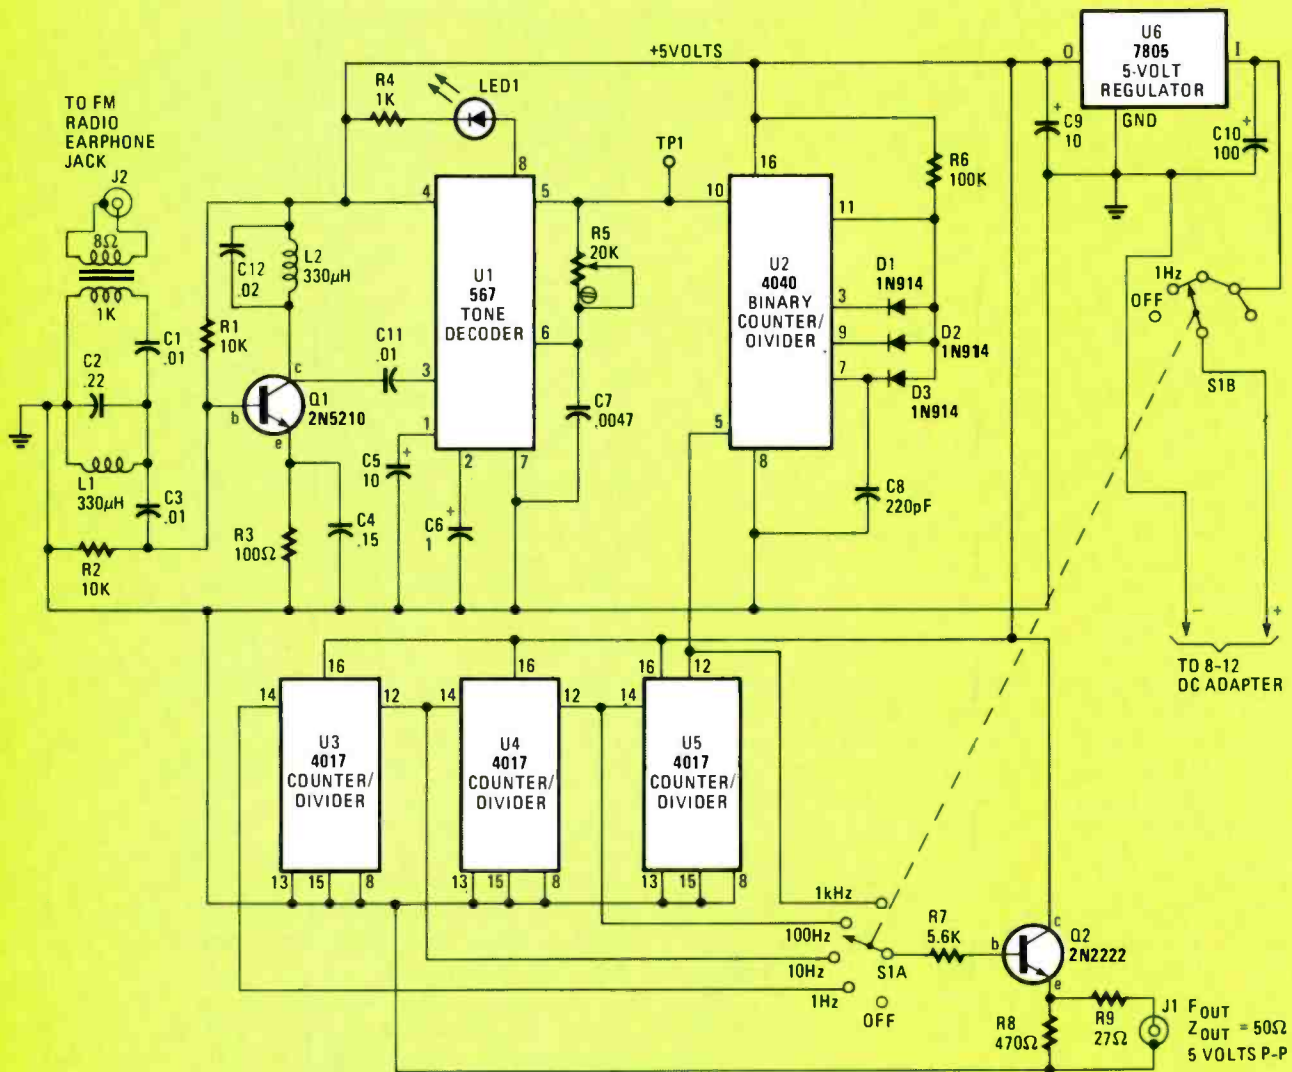 +5VOLTS
U6
7805
5-VOLT
REGULATOR
O
I
GND
C9
10
+
C10
100
+
R4
1K
LED1
TO FM
RADIO
EARPHONE
JACK
J2
8Ω
1K
C1
.01
C2
.22
L1
330µH
C3
.01
R2
10K
R1
10K
C12
.02
L2
330µH
C11
.01
b
c
e
Q1
2N5210
R3
100Ω
C4
.15
C5
10
+
C6
1
+
4
8
5
3
6
1
2
7
U1
567
TONE
DECODER
TP1
R5
20K
C7
.0047
10
16
11
3
9
7
5
8
U2
4040
BINARY
COUNTER/
DIVIDER
R6
100K
D1
1N914
D2
1N914
D3
1N914
C8
220pF
1Hz
OFF
S1B
-
+
TO 8-12
DC ADAPTER
14
16
12
U3
4017
COUNTER/
DIVIDER
13
15
8
14
16
12
U4
4017
COUNTER/
DIVIDER
13
15
8
14
16
12
U5
4017
COUNTER/
DIVIDER
13
15
8
1kHz
100Hz
10Hz
1Hz
OFF
S1A
R7
5.6K
b
c
e
Q2
2N2222
R8
470Ω
R9
27Ω
J1 FOUT
ZOUT = 50Ω
5 VOLTS P-P